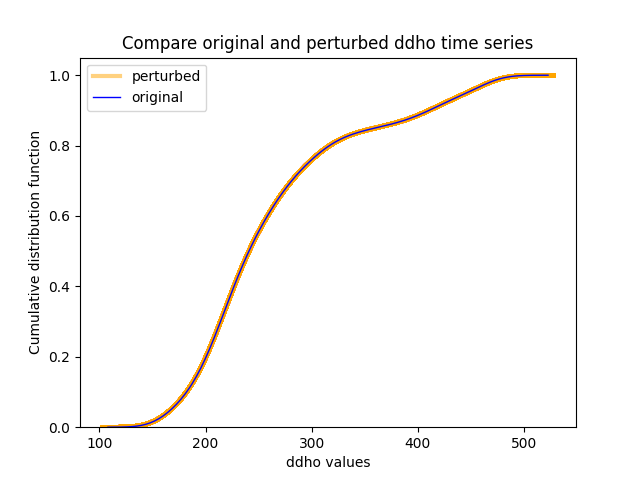 Compare original and perturbed ddho time series
perturbed
original
Cumulative distribution function
1.0
0.8
0.6
0.4
0.2
0.0
100 200 300 400 500
ddho values